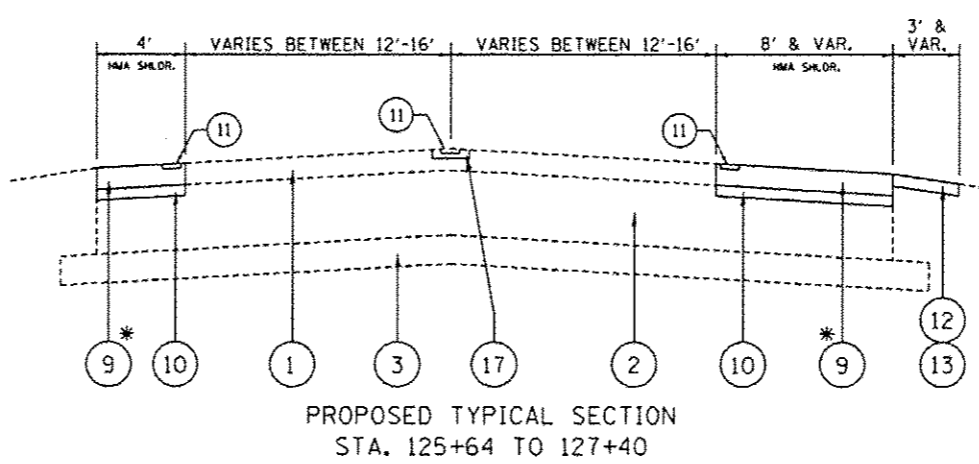 4'
VARIES BETWEEN 12'-16'
VARIES BETWEEN 12'-16'
8' & VAR.
3' &
VAR.
HMA SHLDR.
HMA SHLDR.
11
11
11
9
*
10
1
3
17
2
10
*
9
12
13
PROPOSED TYPICAL SECTION
STA. 125+64 TO 127+40